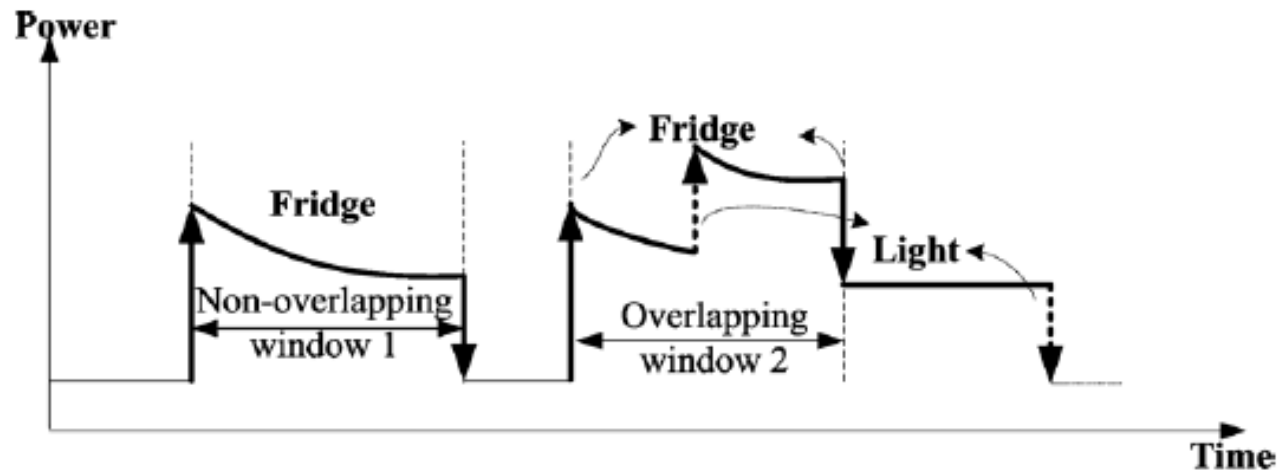 Power
Fridge
Fridge
Light
Non-overlapping
window 1
Overlapping
window 2
Time